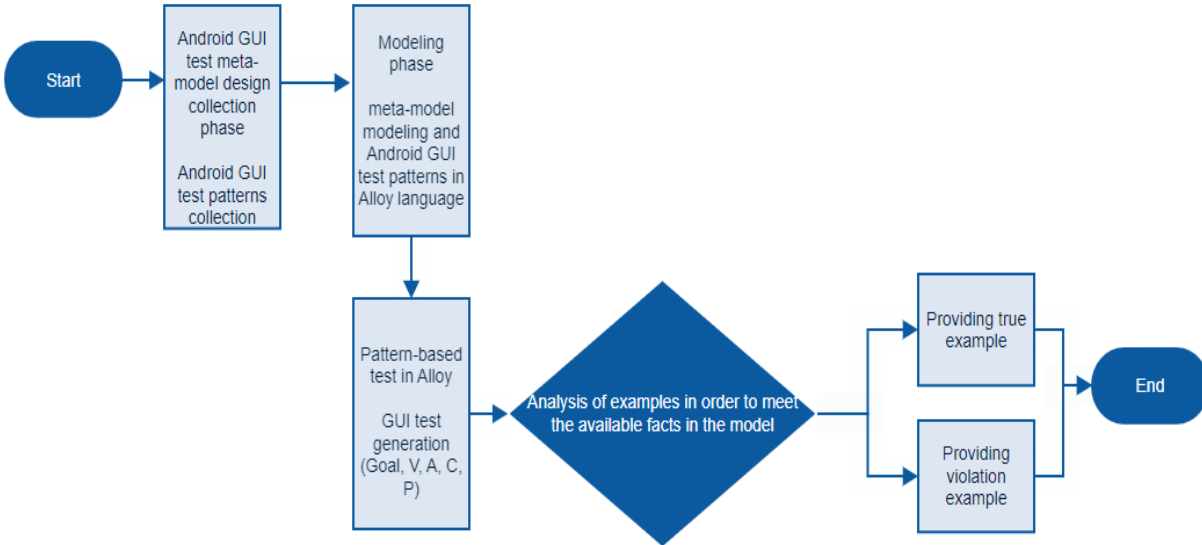 Start
Android GUI
test meta-
model design
collection
phase
Android GUI
test patterns
collection
Modeling
phase
meta-model
modeling and
Android GUI
test patterns in
Alloy language
Pattern-based
test in Alloy
GUI test
generation
(Goal, V, A, C,
P)
Analysis of examples in order to meet
the available facts in the model
Providing true
example
Providing
violation
example
End